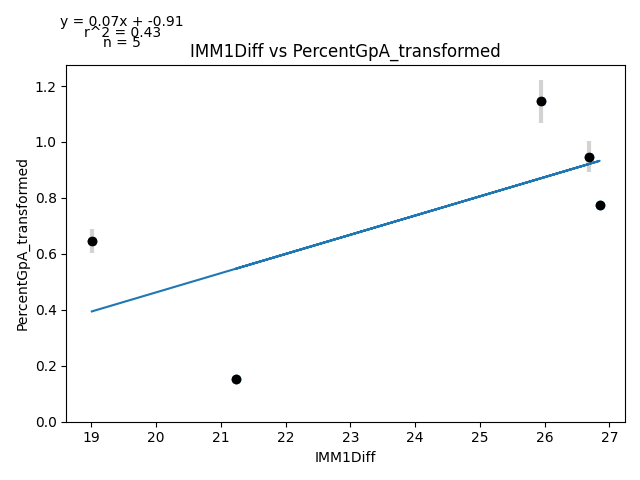 y = 0.07x + -0.91
r^2 = 0.43
n = 5
IMM1Diff vs PercentGpA_transformed
PercentGpA_transformed
1.2
1.0
0.8
0.6
0.4
0.2
0.0
19 20 21 22 23 24 25 26 27
IMM1Diff